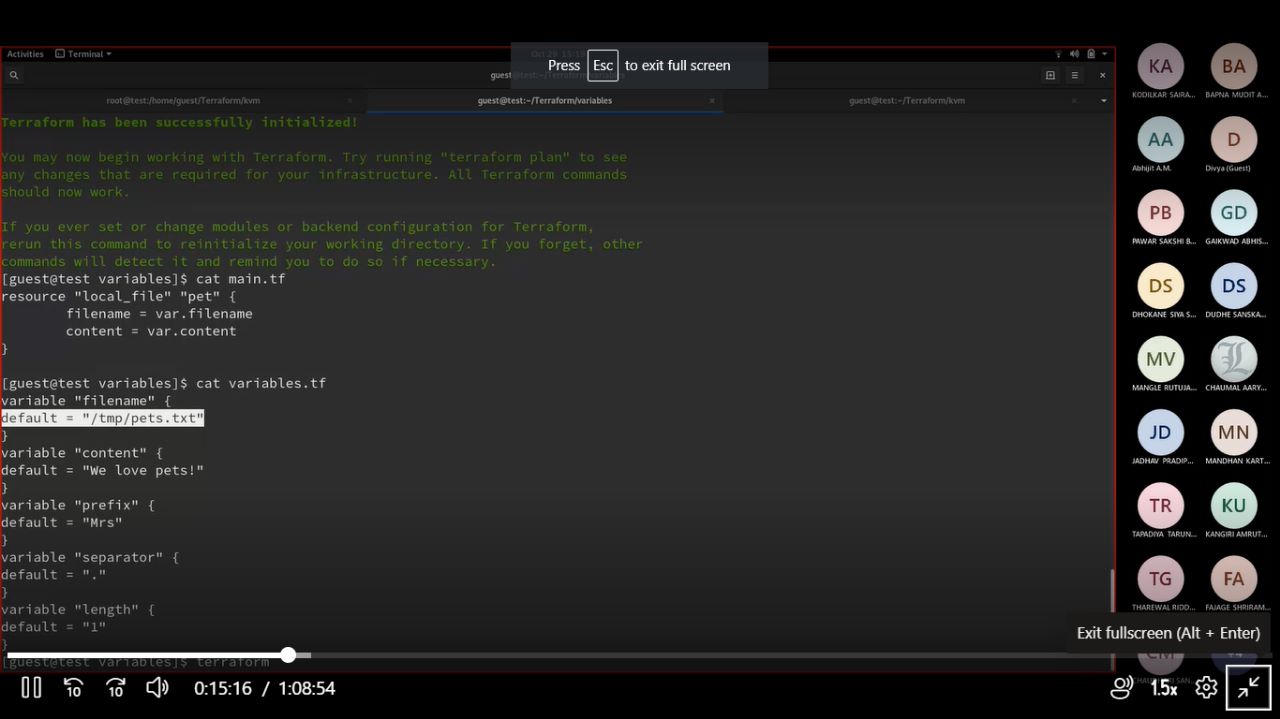 Activities
Terminal
Press Esc to exit full screen
root@test:/home/guest/Terraform/kvm
guest@test:~/Terraform/variables
guest@test:~/Terraform/kvm
Terraform has been successfully initialized!
You may now begin working with Terraform. Try running "terraform plan" to see
any changes that are required for your infrastructure. All Terraform commands
should now work.
If you ever set or change modules or backend configuration for Terraform,
rerun this command to reinitialize your working directory. If you forget, other
commands will detect it and remind you to do so if necessary.
[guest@test variables]$ cat main.tf
resource "local_file" "pet" {
filename = var.filename
content = var.content
}
[guest@test variables]$ cat variables.tf
variable "filename" {
default = "/tmp/pets.txt"
}
variable "content" {
default = "We love pets!"
}
variable "prefix" {
default = "Mrs"
}
variable "separator" {
default = "."
}
variable "length" {
default = "1"
}
[guest@test variables]$ terraform
KA BA
KODILKAR SAIRA... BAPNA MUDIT A...
AA D
Abhijit A.M. Divya (Guest)
PB GD
PAWAR SAKSHI B... GAIKWAD ABHIS...
DS DS
DHOKANE SIYA S... DUDHE SANSKA...
MV L
MANGLE RUTUJA... CHAUMAL AARY...
JD MN
JADHAV PRADIP... MANDHAN KART...
TR KU
TAPADIYA TARUN... KANGIRI AMRUT...
TG FA
THAREWAL RIDD... FAJAGE SHRIRAM...
Exit fullscreen (Alt + Enter)
10 10 0:15:16 / 1:08:54 1.5x